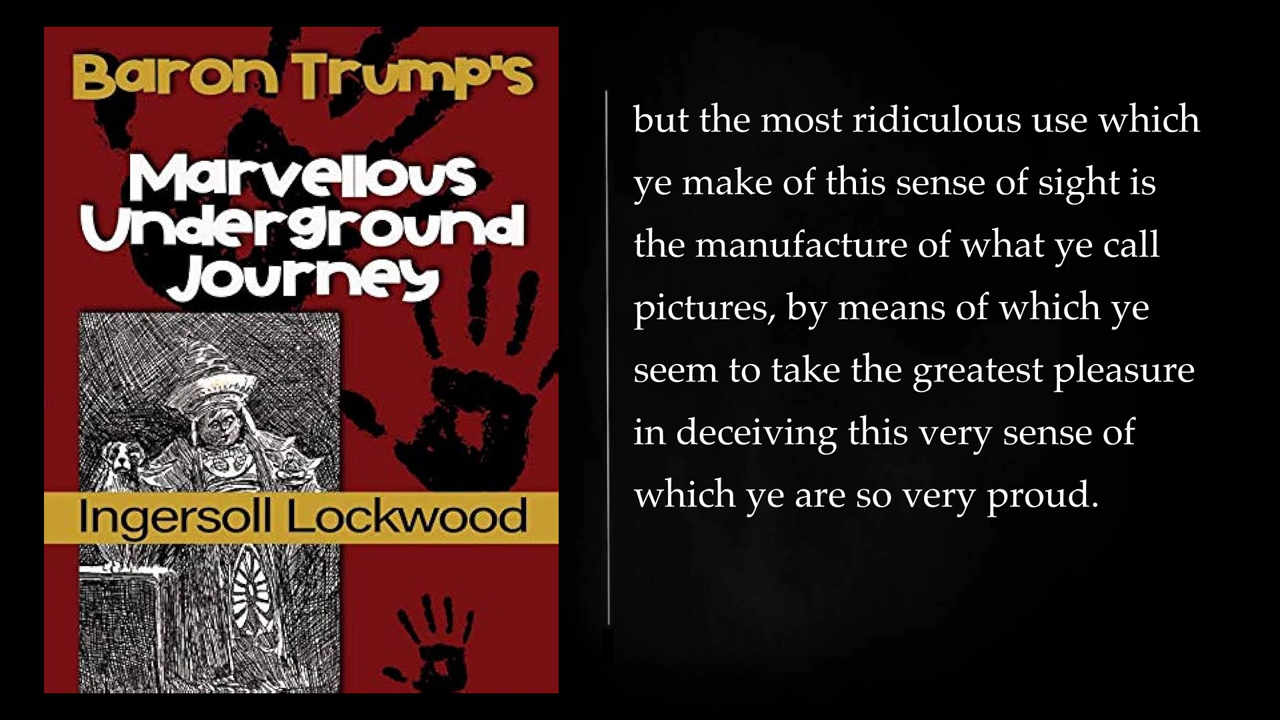 Baron Trump's
Marvellous
Underground
Journey
Ingersoll Lockwood
but the most ridiculous use which
ye make of this sense of sight is
the manufacture of what ye call
pictures, by means of which ye
seem to take the greatest pleasure
in deceiving this very sense of
which ye are so very proud.